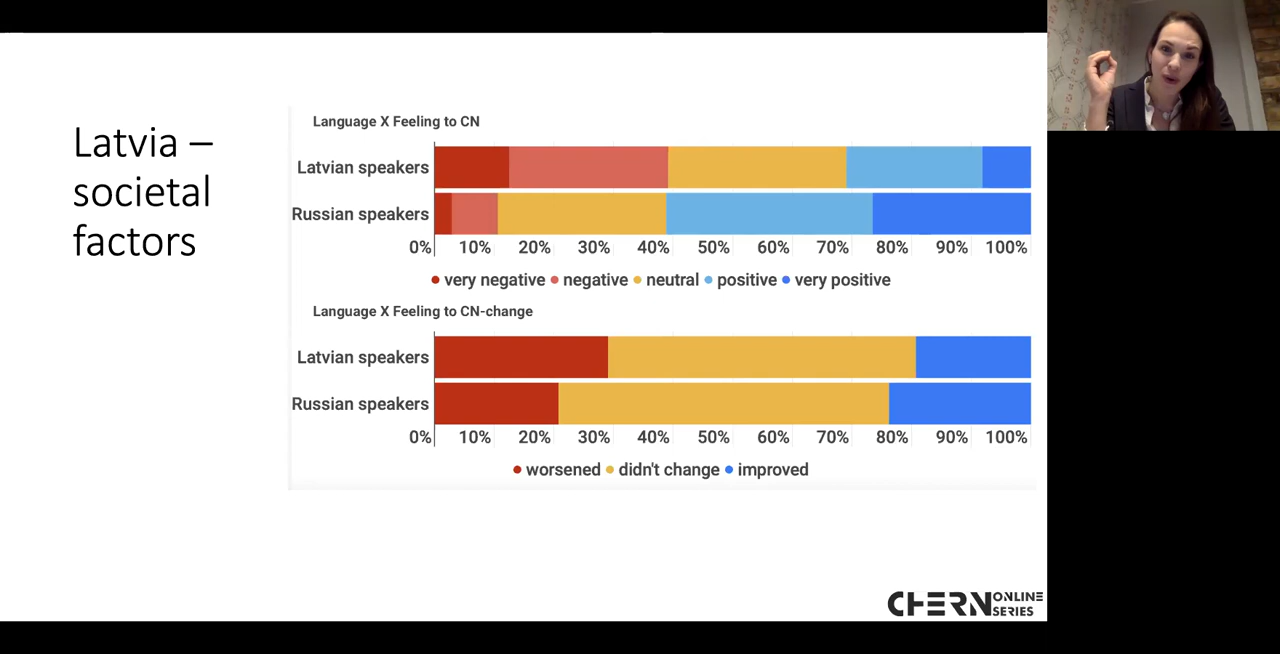 Latvia –
societal
factors
Language X Feeling to CN
Latvian speakers
Russian speakers
0% 10% 20% 30% 40% 50% 60% 70% 80% 90% 100%
very negative negative neutral positive very positive
Language X Feeling to CN-change
Latvian speakers
Russian speakers
0% 10% 20% 30% 40% 50% 60% 70% 80% 90% 100%
worsened didn't change improved
CHERN ONLINE
SERIES